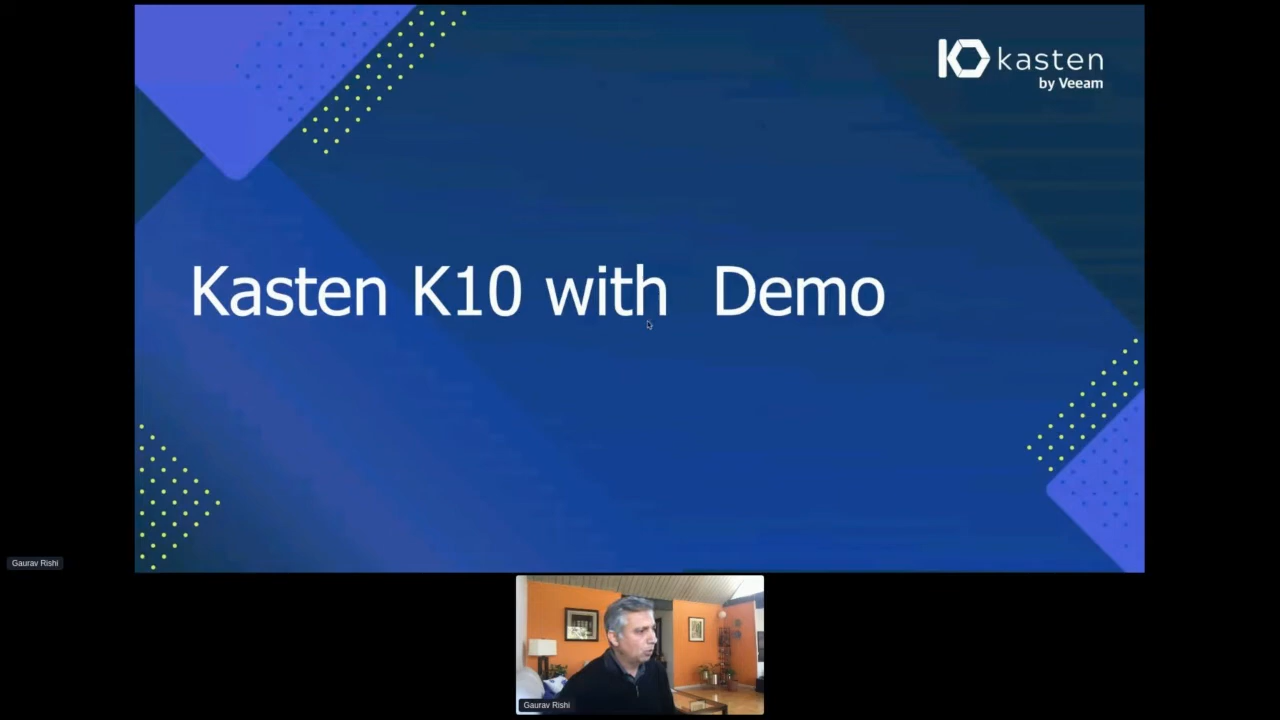 kasten
by Veeam
Kasten K10 with  Demo
Gaurav Rishi
Gaurav Rishi